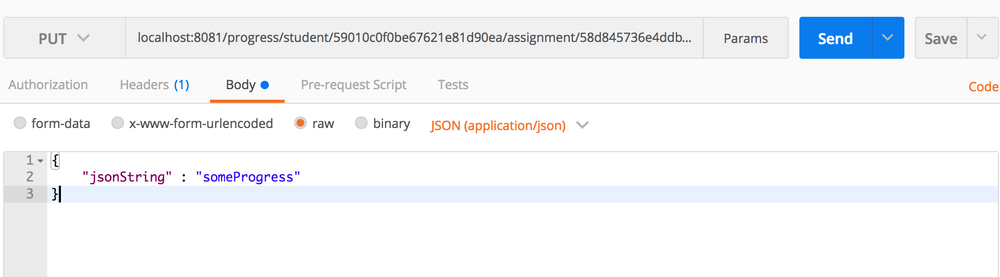 PUT localhost:8081/progress/student/59010c0f0be67621e81d90ea/assignment/58d845736e4ddb... Params Send Save
Authorization Headers (1) Body Pre-request Script Tests Code
form-data x-www-form-urlencoded raw binary JSON (application/json)
1 {
2 "jsonString" : "someProgress"
3 }